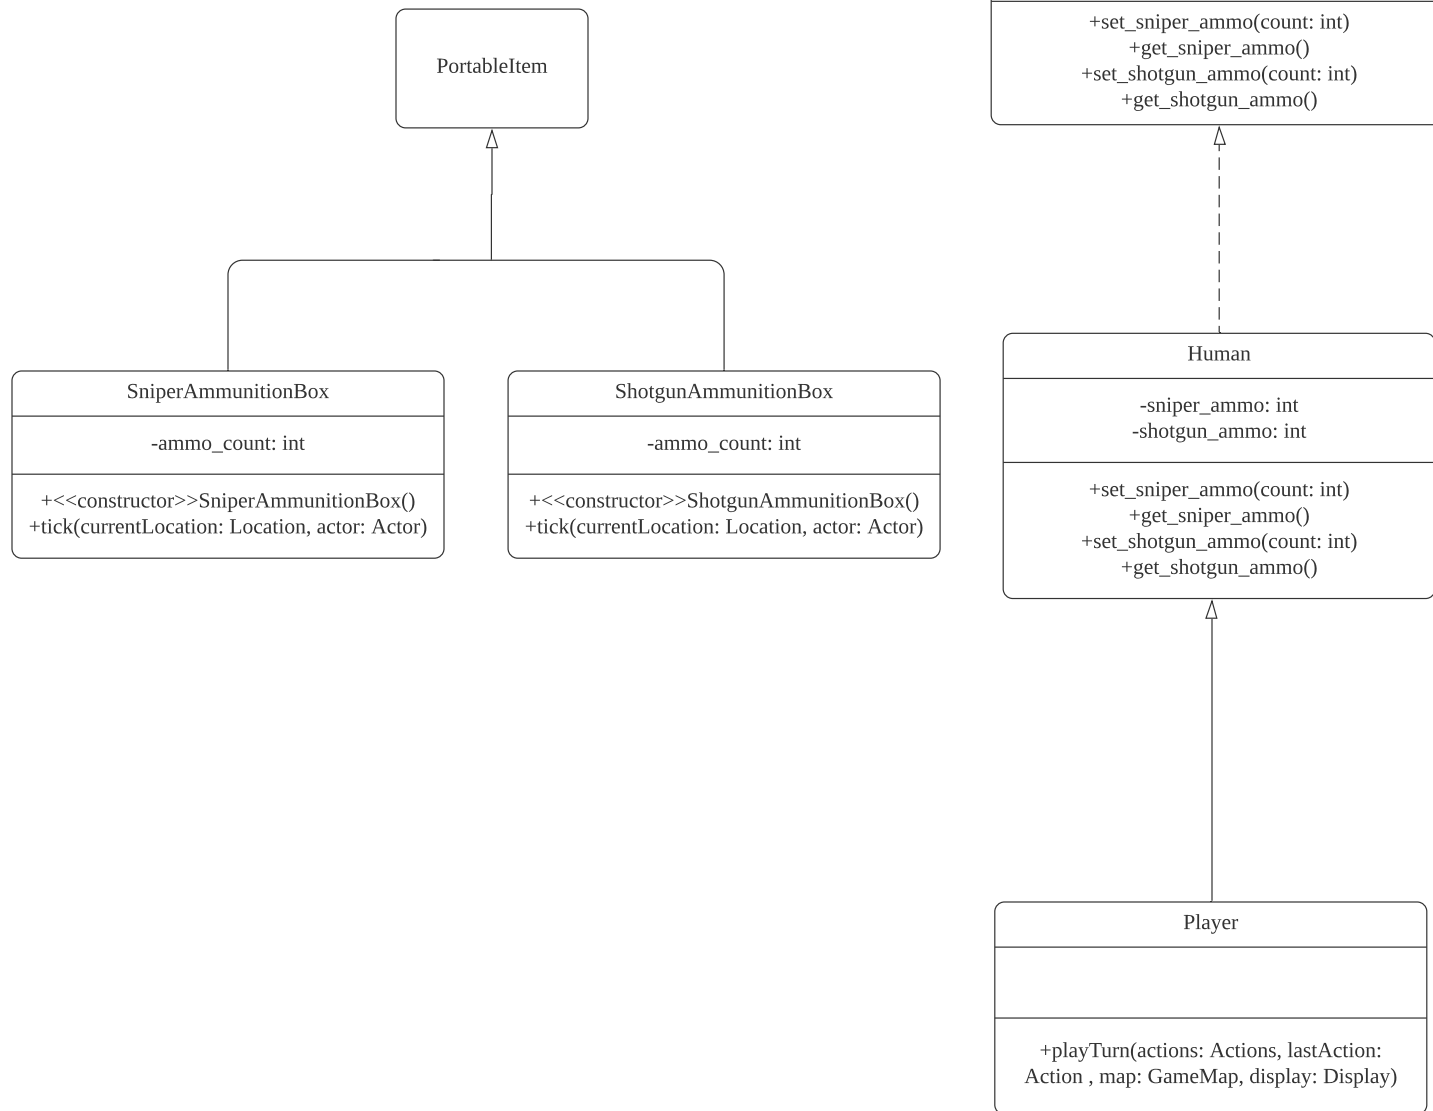 PortableItem
+set_sniper_ammo(count: int)
+get_sniper_ammo()
+set_shotgun_ammo(count: int)
+get_shotgun_ammo()
SniperAmmunitionBox
-ammo_count: int
+<<constructor>>SniperAmmunitionBox()
+tick(currentLocation: Location, actor: Actor)
ShotgunAmmunitionBox
-ammo_count: int
+<<constructor>>ShotgunAmmunitionBox()
+tick(currentLocation: Location, actor: Actor)
Human
-sniper_ammo: int
-shotgun_ammo: int
+set_sniper_ammo(count: int)
+get_sniper_ammo()
+set_shotgun_ammo(count: int)
+get_shotgun_ammo()
Player
+playTurn(actions: Actions, lastAction:
Action , map: GameMap, display: Display)